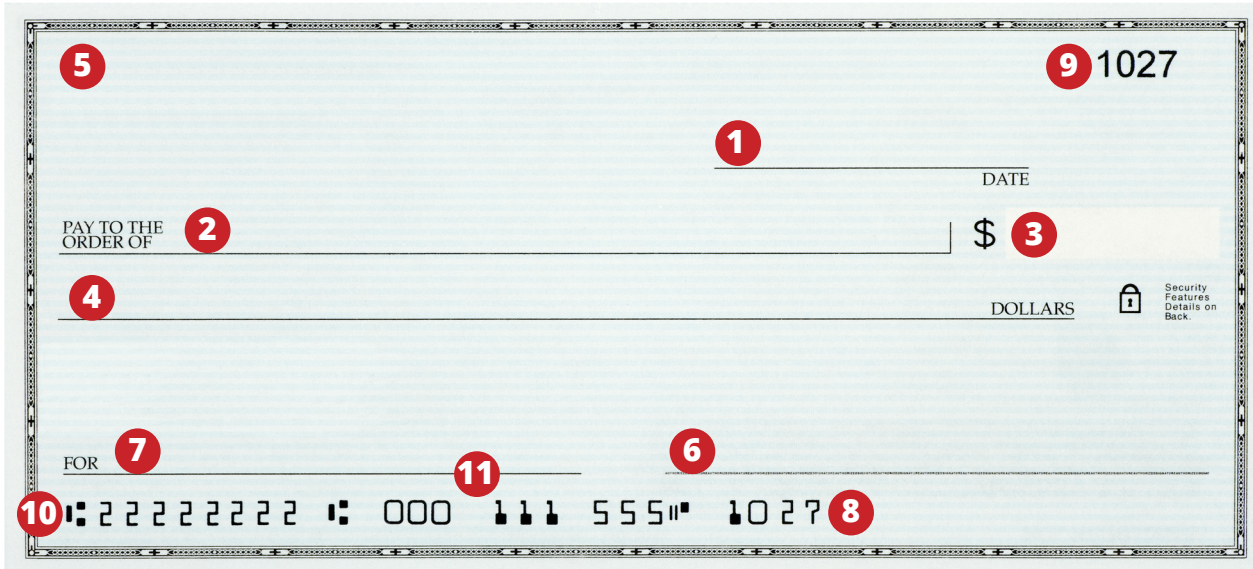 5
9 1027
1
DATE
PAY TO THE
ORDER OF 2 $ 3
4 DOLLARS
Security
Features
Details on
Back.
FOR 7 6
11
10 ⑆22222222⑆ 000 111 555⑈ 1027 8